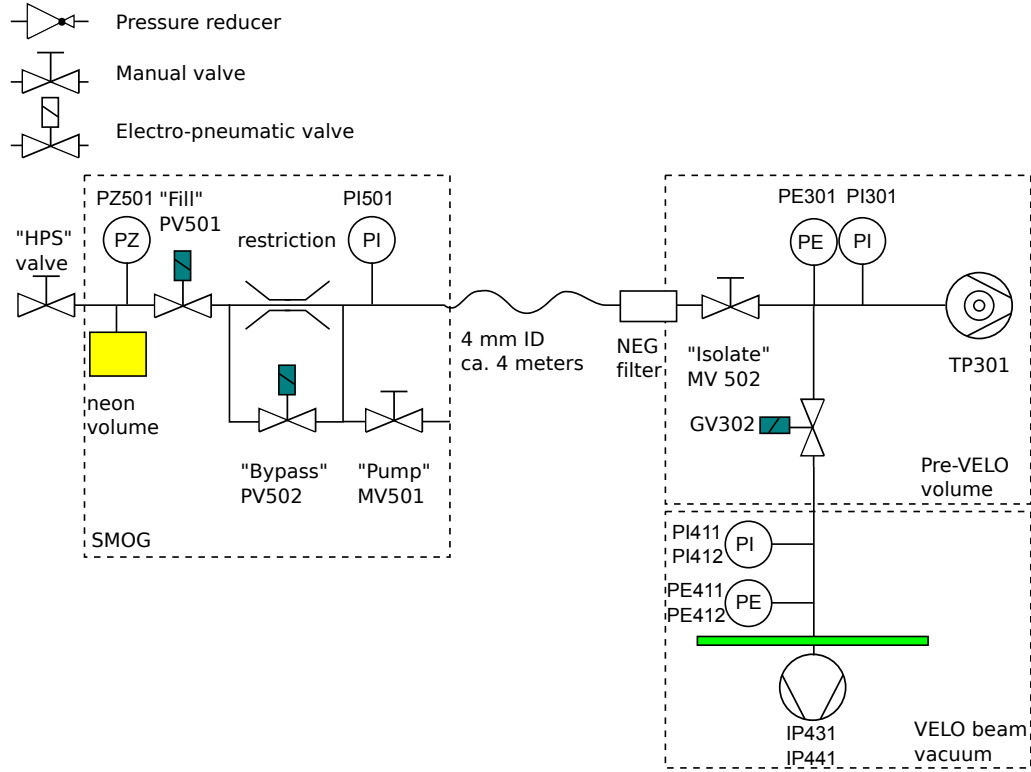 Pressure reducer
Manual valve
Electro-pneumatic valve
"HPS"
valve
PZ501
PZ
"Fill"
PV501
restriction
PI501
PI
neon
volume
"Bypass"
PV502
"Pump"
MV501
SMOG
4 mm ID
ca. 4 meters
NEG
filter
"Isolate"
MV 502
PE301
PE
PI301
PI
TP301
GV302
Pre-VELO
volume
PI411
PI412
PI
PE411
PE412
PE
IP431
IP441
VELO beam
vacuum